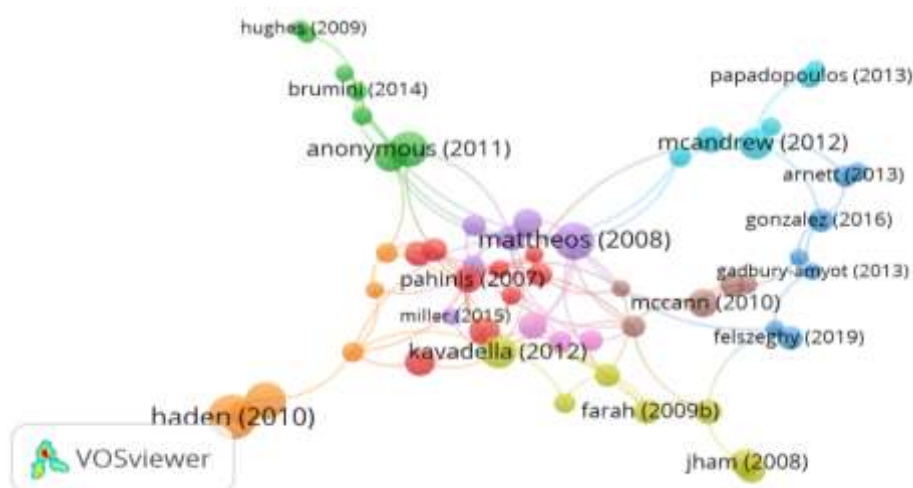 hughes (2009)
brumini (2014)
papadopoulos (2013)
anonymous (2011)
mcandrew (2012)
arnett (2013)
gonzalez (2016)
mattheos (2008)
pahinis (2007)
gadbury-amyot (2013)
mccann (2010)
miller (2015)
felszeghy (2019)
kavadella (2012)
haden (2010)
farah (2009b)
VOSviewer
jham (2008)